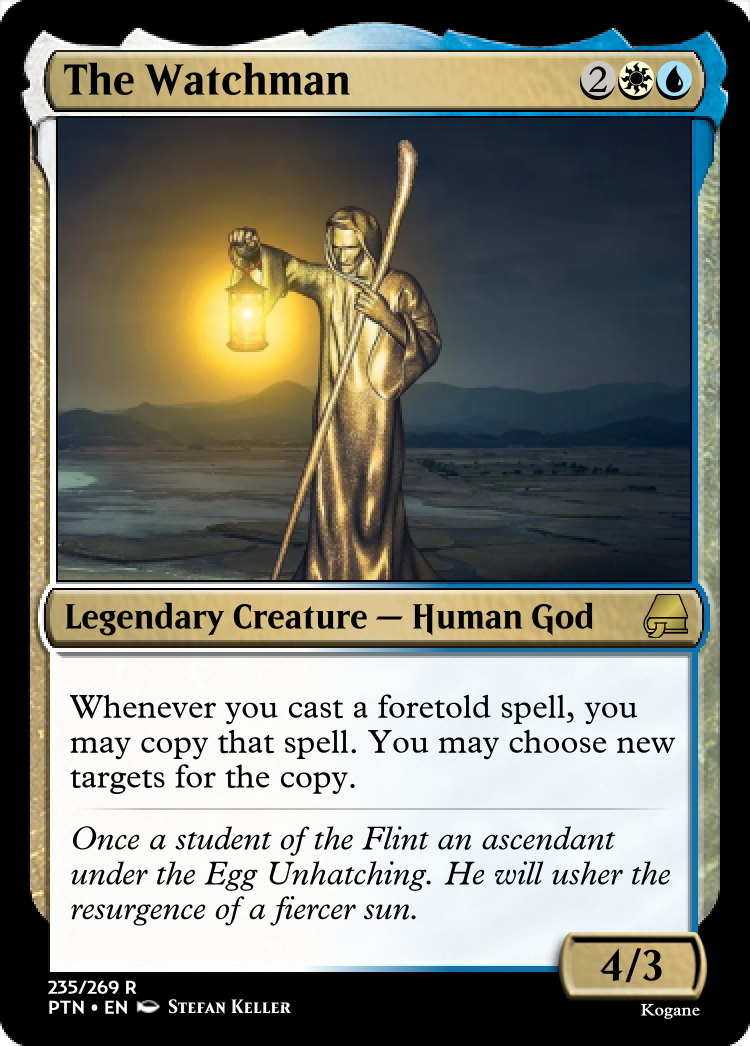 The Watchman 2
Legendary Creature — Human God
Whenever you cast a foretold spell, you
may copy that spell. You may choose new
targets for the copy.
Once a student of the Flint an ascendant
under the Egg Unhatching. He will usher the
resurgence of a fiercer sun.
4/3
235/269 R
PTN • EN Stefan Keller
Kogane